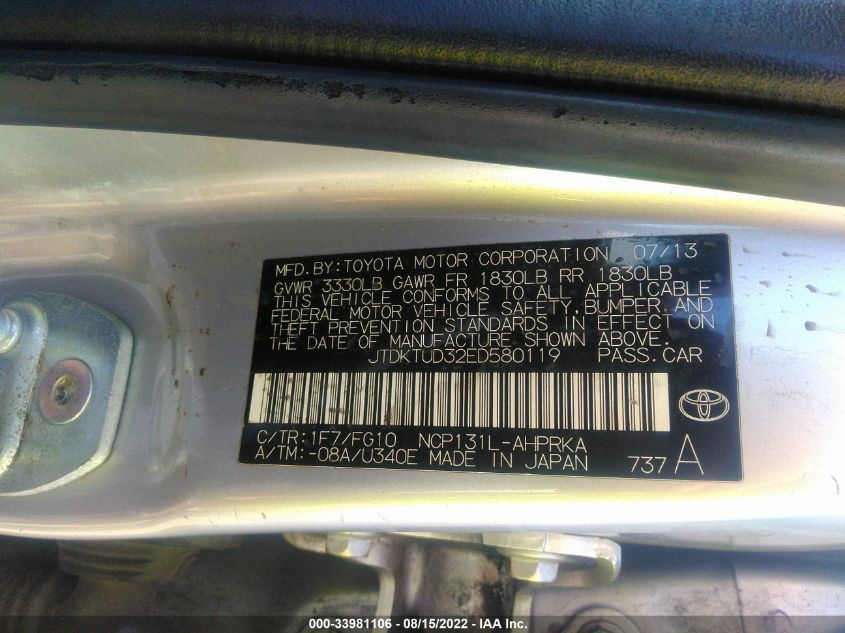 MFD.BY:TOYOTA MOTOR CORPORATION 07/13
GVWR 3330LB GAWR FR 1830LB RR 1830LB
THIS VEHICLE CONFORMS TO ALL APPLICABLE
FEDERAL MOTOR VEHICLE SAFETY,BUMPER,AND
THEFT PREVENTION STANDARDS IN EFFECT ON
THE DATE OF MANUFACTURE SHOWN ABOVE.
JTDKTUD32ED580119 PASS.CAR
C/TR:1F7/FG10 NCP131L-AHPRKA
A/TM:-08A/U340E MADE IN JAPAN 737 A
000-33981106 - 08/15/2022 - IAA Inc.